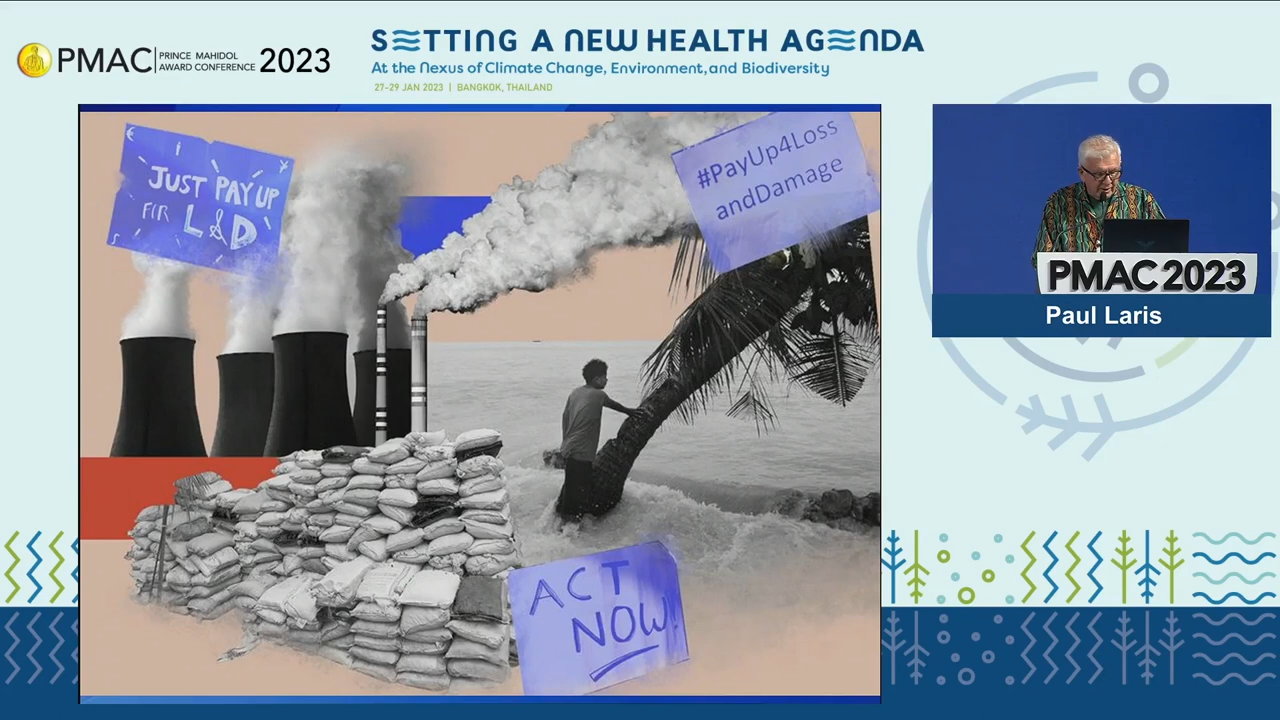 PMAC
PRINCE MAHIDOL
AWARD CONFERENCE
2023
SETTING A NEW HEALTH AGENDA
At the Nexus of Climate Change, Environment, and Biodiversity
27-29 JAN 2023 | BANGKOK, THAILAND
JUST PAY UP
FOR
L&D
#PayUp4Loss
andDamage
ACT
NOW!
PMAC 2023
Paul Laris